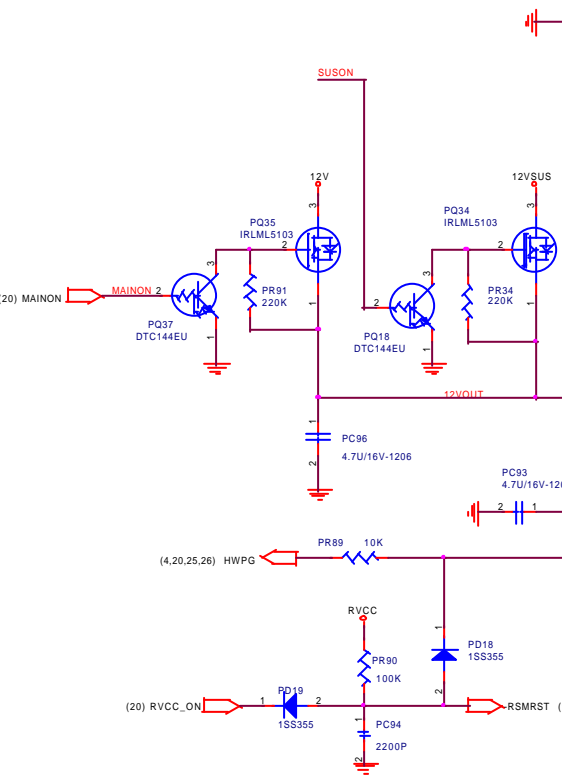 SUSON
12V
12VSUS
3
3
PQ35
IRLML5103
PQ34
IRLML5103
2
2
3
3
(20) MAINON
MAINON
2
PR91
220K
2
PR34
220K
1
1
PQ37
DTC144EU
1
PQ18
DTC144EU
1
12VOUT
1
PC96
2
4.7U/16V-1206
PC93
4.7U/16V-120
2
1
PR89
10K
(4,20,25,26) HWPG
RVCC
1
PD18
1SS355
PR90
100K
2
PD19
(20) RVCC_ON
1
2
RSMRST (
1SS355
1
PC94
2200P
2